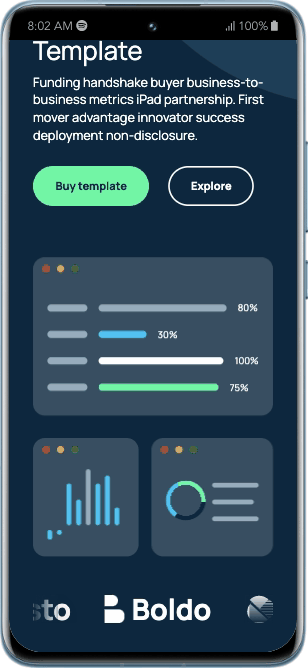 8:02 AM
100%
Template
Funding handshake buyer business-to-
business metrics iPad partnership. First
mover advantage innovator success
deployment non-disclosure.
Buy template
Explore
80%
30%
100%
75%
sto
Boldo